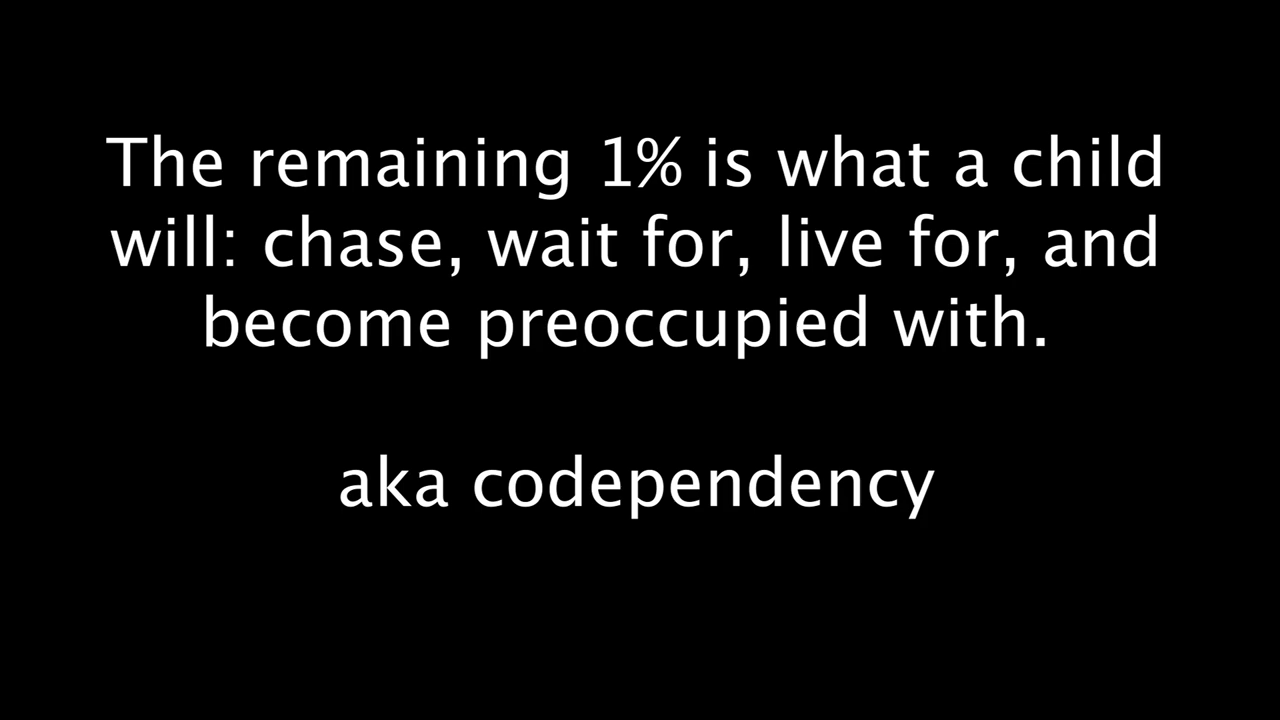 The remaining 1% is what a child
will: chase, wait for, live for, and
become preoccupied with.
aka codependency